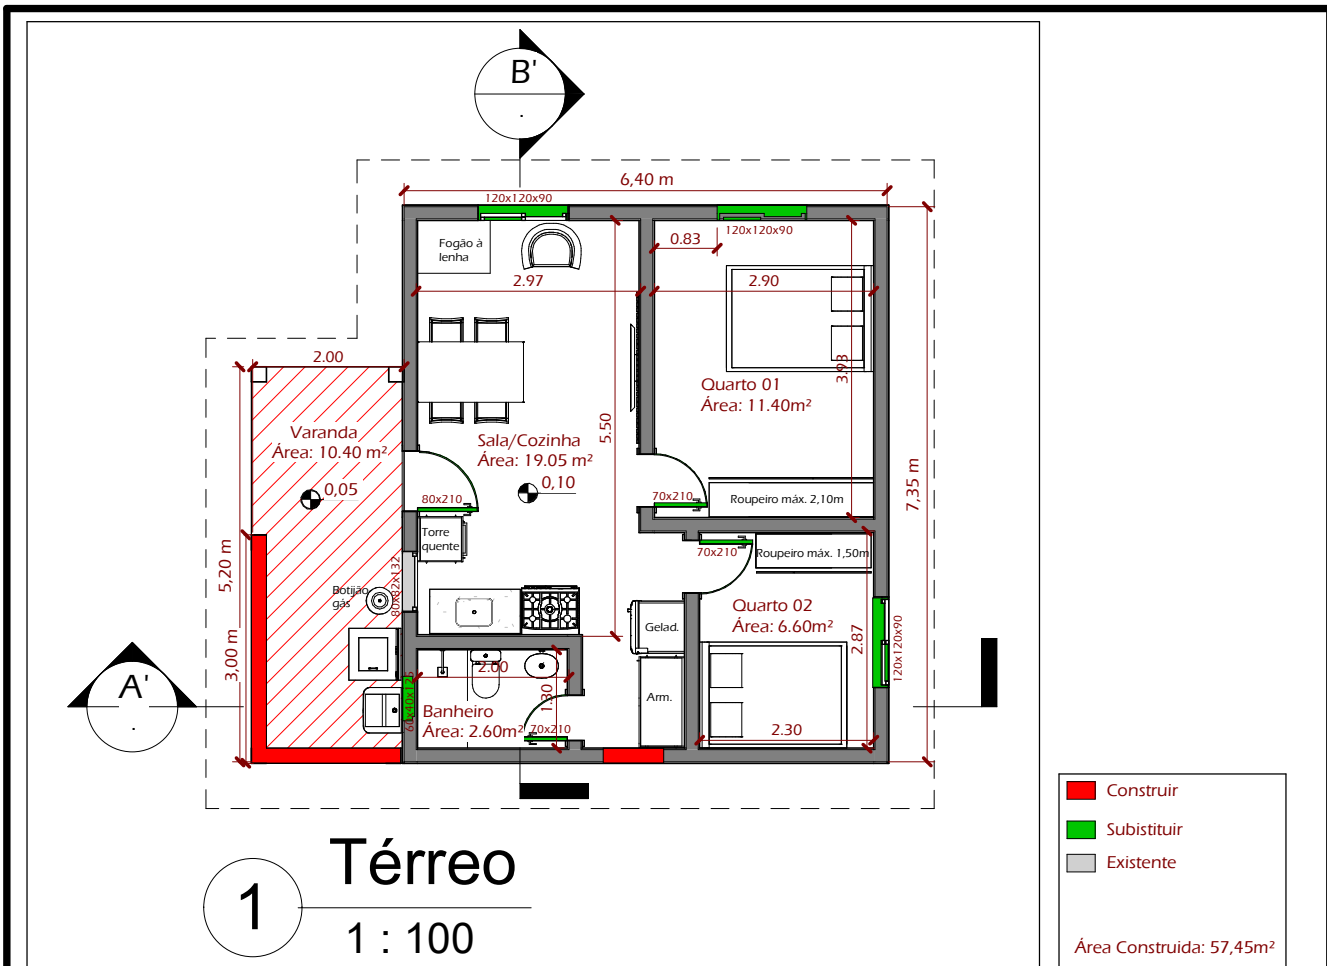 B'
6,40 m
120x120x90
120x120x90
Fogão à
lenha
0.83
2.97
2.90
2.00
3.93
Quarto 01
Área: 11.40m²
Varanda
Área: 10.40 m²
Sala/Cozinha
Área: 19.05 m²
5.50
0,05
0,10
80x210
70x210
Roupeiro máx. 2,10m
7,35 m
Torre
quente
70x210
Roupeiro máx. 1,50m
5,20 m
Botijão
gás
80x82x132
Quarto 02
Área: 6.60m²
Gelad.
2.87
120x120x90
3,00 m
2.00
1.30
A'
60x40x125
Banheiro
Área: 2.60m²
70x210
Arm.
2.30
Construir
Subistituir
Existente
Térreo
1
1 : 100
Área Construida: 57,45m²